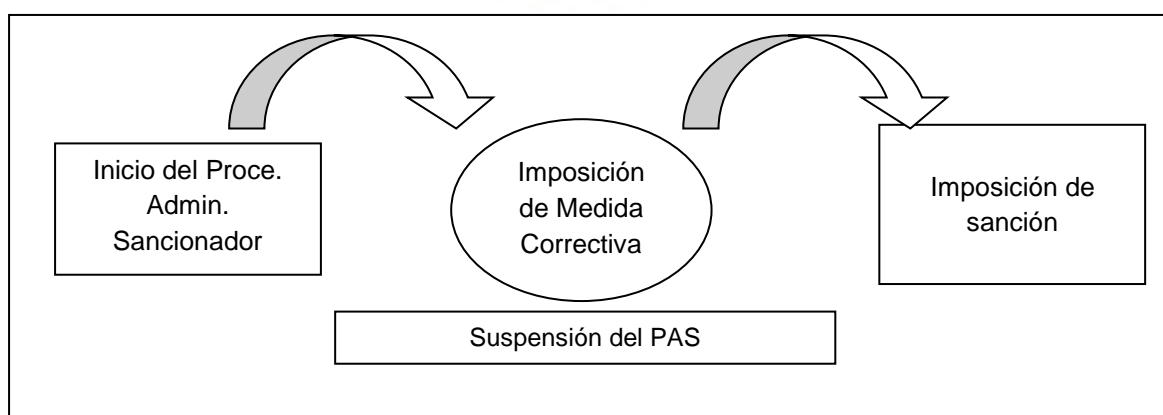 Inicio del Proce.
Admin.
Sancionador
Imposición
de Medida
Correctiva
Imposición de
sanción
Suspensión del PAS